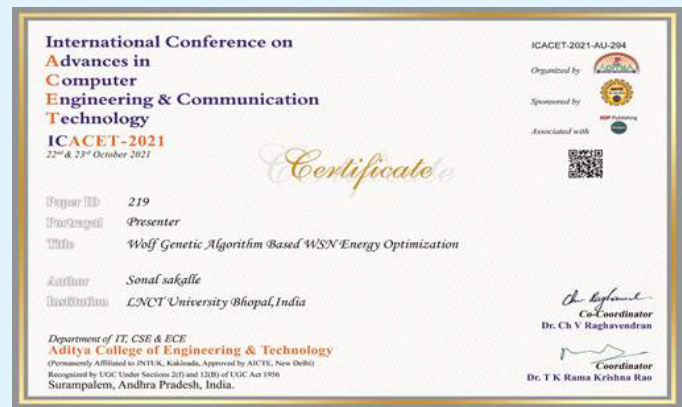 International Conference on
Advances in
Computer
Engineering & Communication
Technology
ICACET-2021
22nd & 23rd October 2021
ICACET-2021-AU-294
Organized by
ADITYA
Sponsored by
Associated with
IOP Publishing
Certificate
Paper ID 219
Portrayal Presenter
Title Wolf Genetic Algorithm Based WSN Energy Optimization
Author Sonal sakalle
Institution LNCT University Bhopal,India
Co-Coordinator
Dr. Ch V Raghavendran
Department of IT, CSE & ECE
Aditya College of Engineering & Technology
(Permanently Affiliated to JNTUK, Kakinada, Approved by AICTE, New Delhi)
Recognized by UGC Under Sections 2(f) and 12(B) of UGC Act 1956
Surampalem, Andhra Pradesh, India.
Coordinator
Dr. T K Rama Krishna Rao